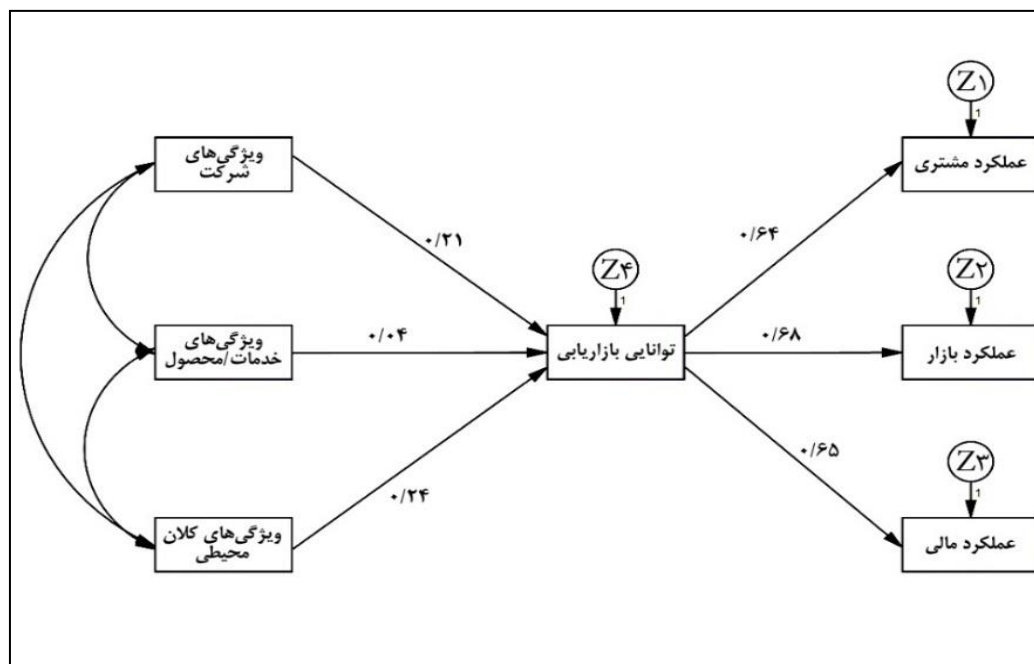 Z۱
1
ویژگی‌های
شرکت
عملکرد مشتری
۰/۲۱
۰/۶۴
Z۴
1
Z۲
1
ویژگی‌های
خدمات/محصول
۰/۰۴
توانایی بازاریابی
۰/۶۸
عملکرد بازار
۰/۲۴
۰/۶۵
Z۳
1
ویژگی‌های کلان
محیطی
عملکرد مالی